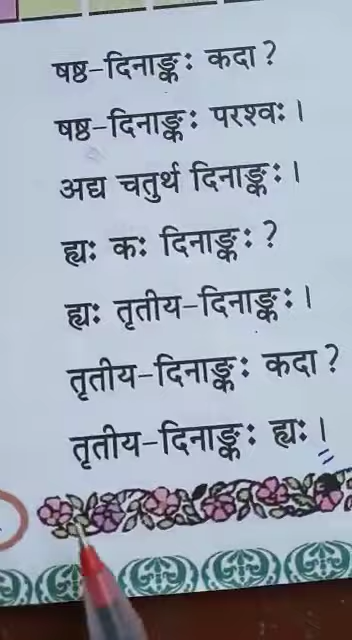 षष्ठ-दिनाङ्कः कदा ?
षष्ठ-दिनाङ्कः परश्वः ।
अद्य चतुर्थ दिनाङ्कः ।
ह्यः कः दिनाङ्कः ?
ह्यः तृतीय-दिनाङ्कः ।
तृतीय-दिनाङ्कः कदा ?
तृतीय-दिनाङ्कः ह्यः ।